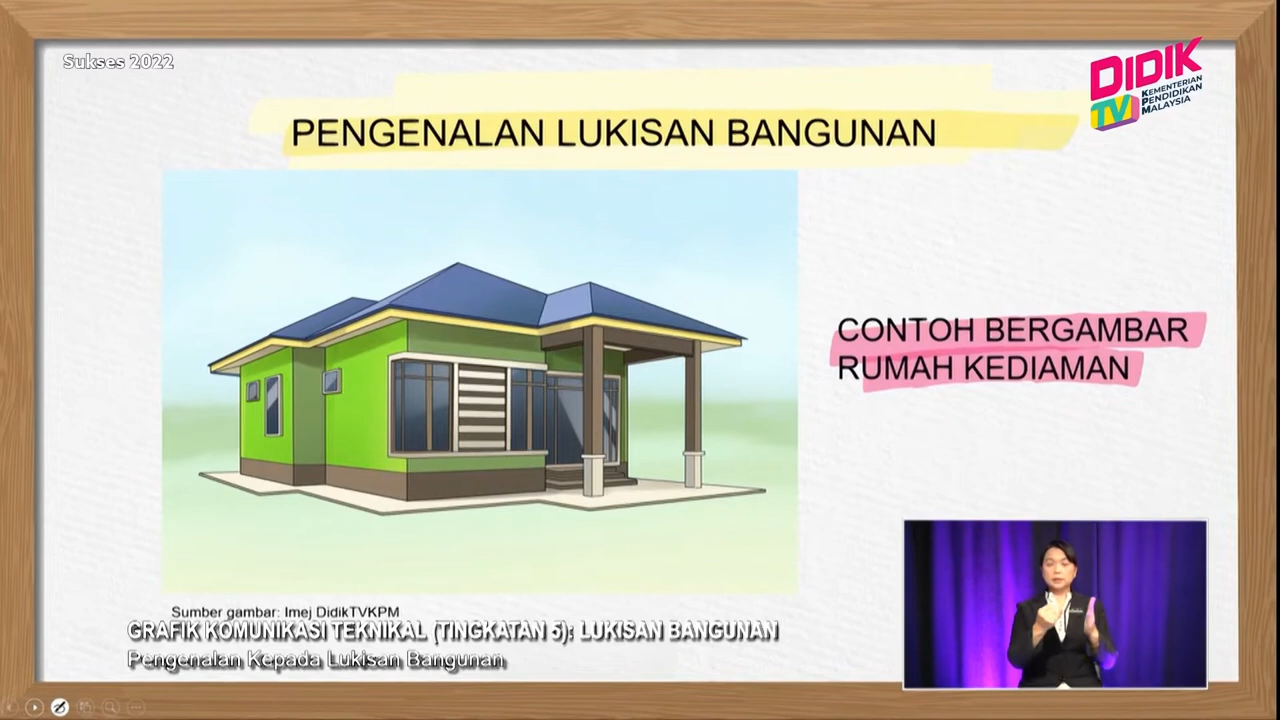 Sukses 2022
DIDIK
TV
KEMENTERIAN
PENDIDIKAN
MALAYSIA
PENGENALAN LUKISAN BANGUNAN
CONTOH BERGAMBAR
RUMAH KEDIAMAN
Sumber gambar: Imej DidikTVKPM
GRAFIK KOMUNIKASI TEKNIKAL (TINGKATAN 5): LUKISAN BANGUNAN
Pengenalan Kepada Lukisan Bangunan